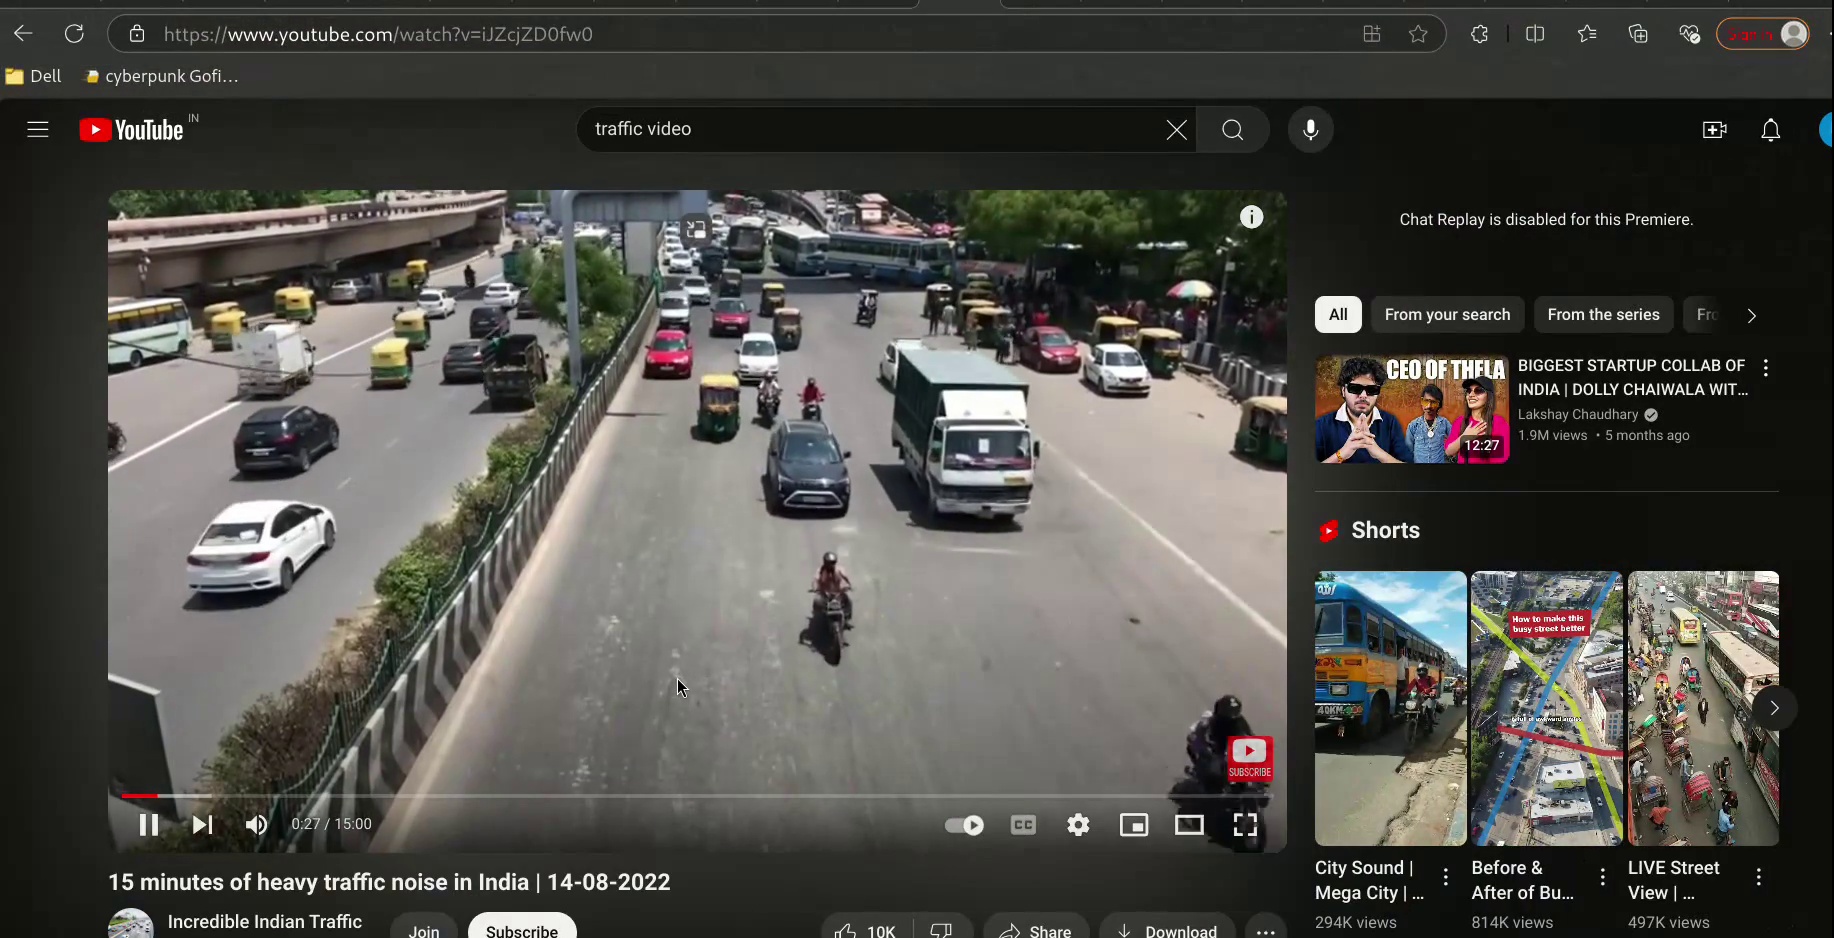 https://www.youtube.com/watch?v=iJZcjZD0fw0
Sign in
Dell
cyberpunk Gofi...
YouTube IN
traffic video
SUBSCRIBE
0:27 / 15:00
CC
15 minutes of heavy traffic noise in India | 14-08-2022
Incredible Indian Traffic
Join
Subscribe
10K
Share
Download
Chat Replay is disabled for this Premiere.
All
From your search
From the series
Fro
CEO OF THELA
12:27
BIGGEST STARTUP COLLAB OF
INDIA | DOLLY CHAIWALA WIT...
Lakshay Chaudhary
1.9M views • 5 months ago
Shorts
How to make this
busy street better
City Sound |
Mega City | ...
294K views
Before &
After of Bu...
814K views
LIVE Street
View | ...
497K views